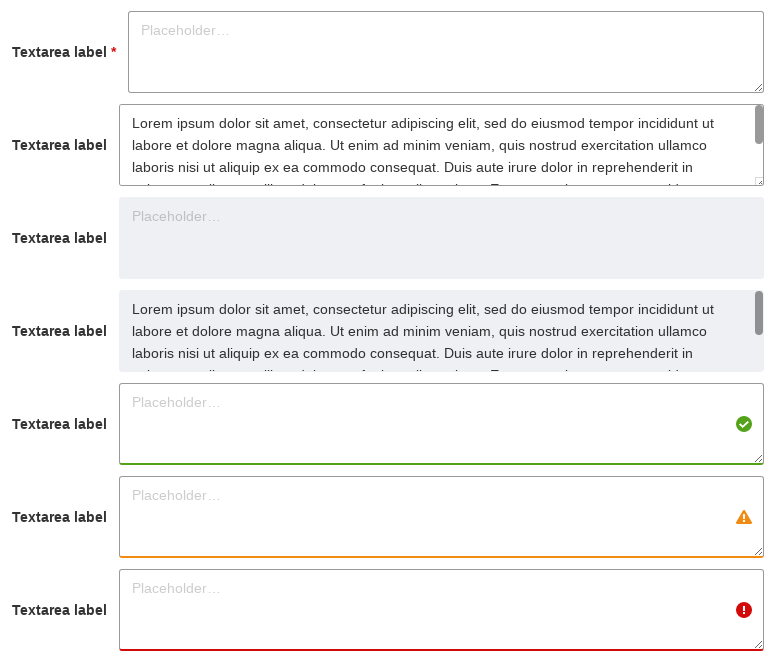 Textarea label *
Placeholder...
Textarea label
Lorem ipsum dolor sit amet, consectetur adipiscing elit, sed do eiusmod tempor incididunt ut
labore et dolore magna aliqua. Ut enim ad minim veniam, quis nostrud exercitation ullamco
laboris nisi ut aliquip ex ea commodo consequat. Duis aute irure dolor in reprehenderit in
Textarea label
Placeholder...
Textarea label
Lorem ipsum dolor sit amet, consectetur adipiscing elit, sed do eiusmod tempor incididunt ut
labore et dolore magna aliqua. Ut enim ad minim veniam, quis nostrud exercitation ullamco
laboris nisi ut aliquip ex ea commodo consequat. Duis aute irure dolor in reprehenderit in
Textarea label
Placeholder...
Textarea label
Placeholder...
Textarea label
Placeholder...